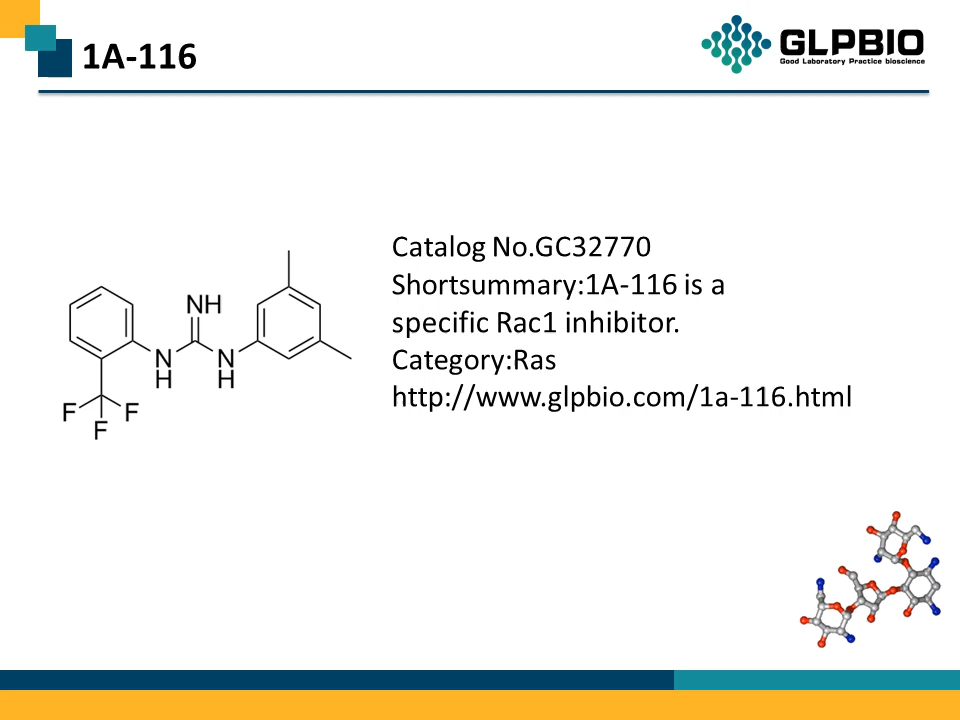 1A-116
GLPBIO
Good Laboratory Practice bioscience
Catalog No.GC32770
Shortsummary:1A-116 is a
specific Rac1 inhibitor.
Category:Ras
http://www.glpbio.com/1a-116.html
NH
N
H
N
H
F
F
F